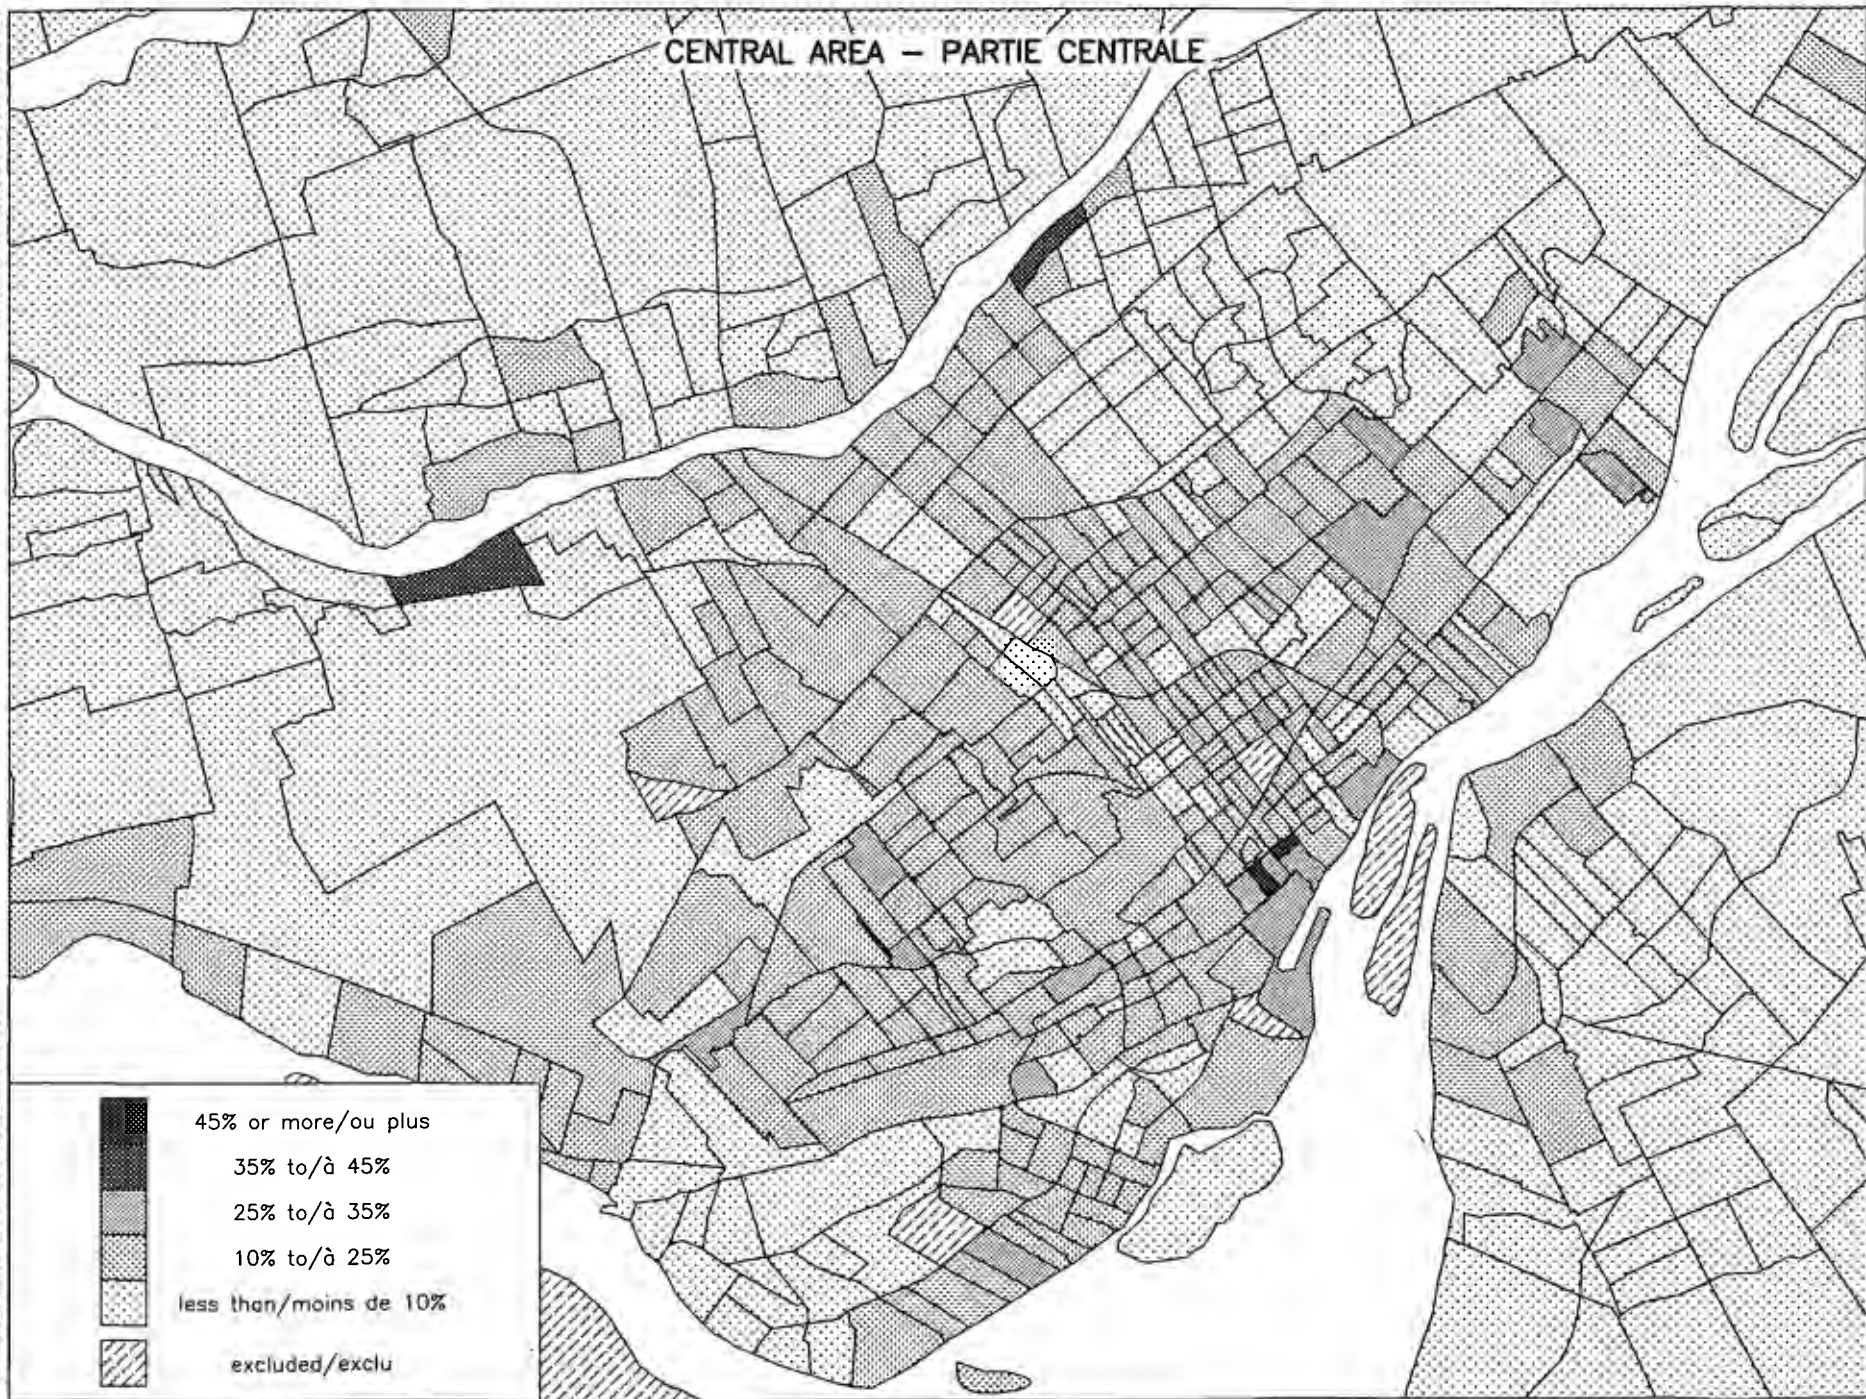 CENTRAL AREA – PARTIE CENTRALE
45% or more/ou plus
35% to/à 45%
25% to/à 35%
10% to/à 25%
less than/moins de 10%
excluded/exclu